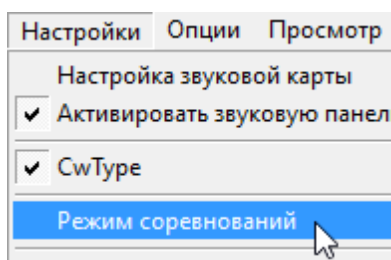 Настройки Опции Просмотр
Настройка звуковой карты
Активировать звуковую панел
CwType
Режим соревнований